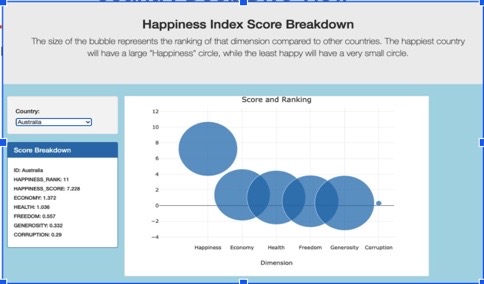 Happiness Index Score Breakdown
The size of the bubble represents the ranking of that dimension compared to other countries. The happiest country
will have a large "Happiness" circle, while the least happy will have a very small circle.
Country:
Australia
Score Breakdown
ID: Australia
HAPPINESS_RANK: 11
HAPPINESS_SCORE: 7.228
ECONOMY: 1.372
HEALTH: 1.036
FREEDOM: 0.557
GENEROSITY: 0.332
CORRUPTION: 0.29
Score and Ranking
12
10
8
6
4
2
0
−2
−4
Happiness Economy Health Freedom Generosity Corruption
Dimension